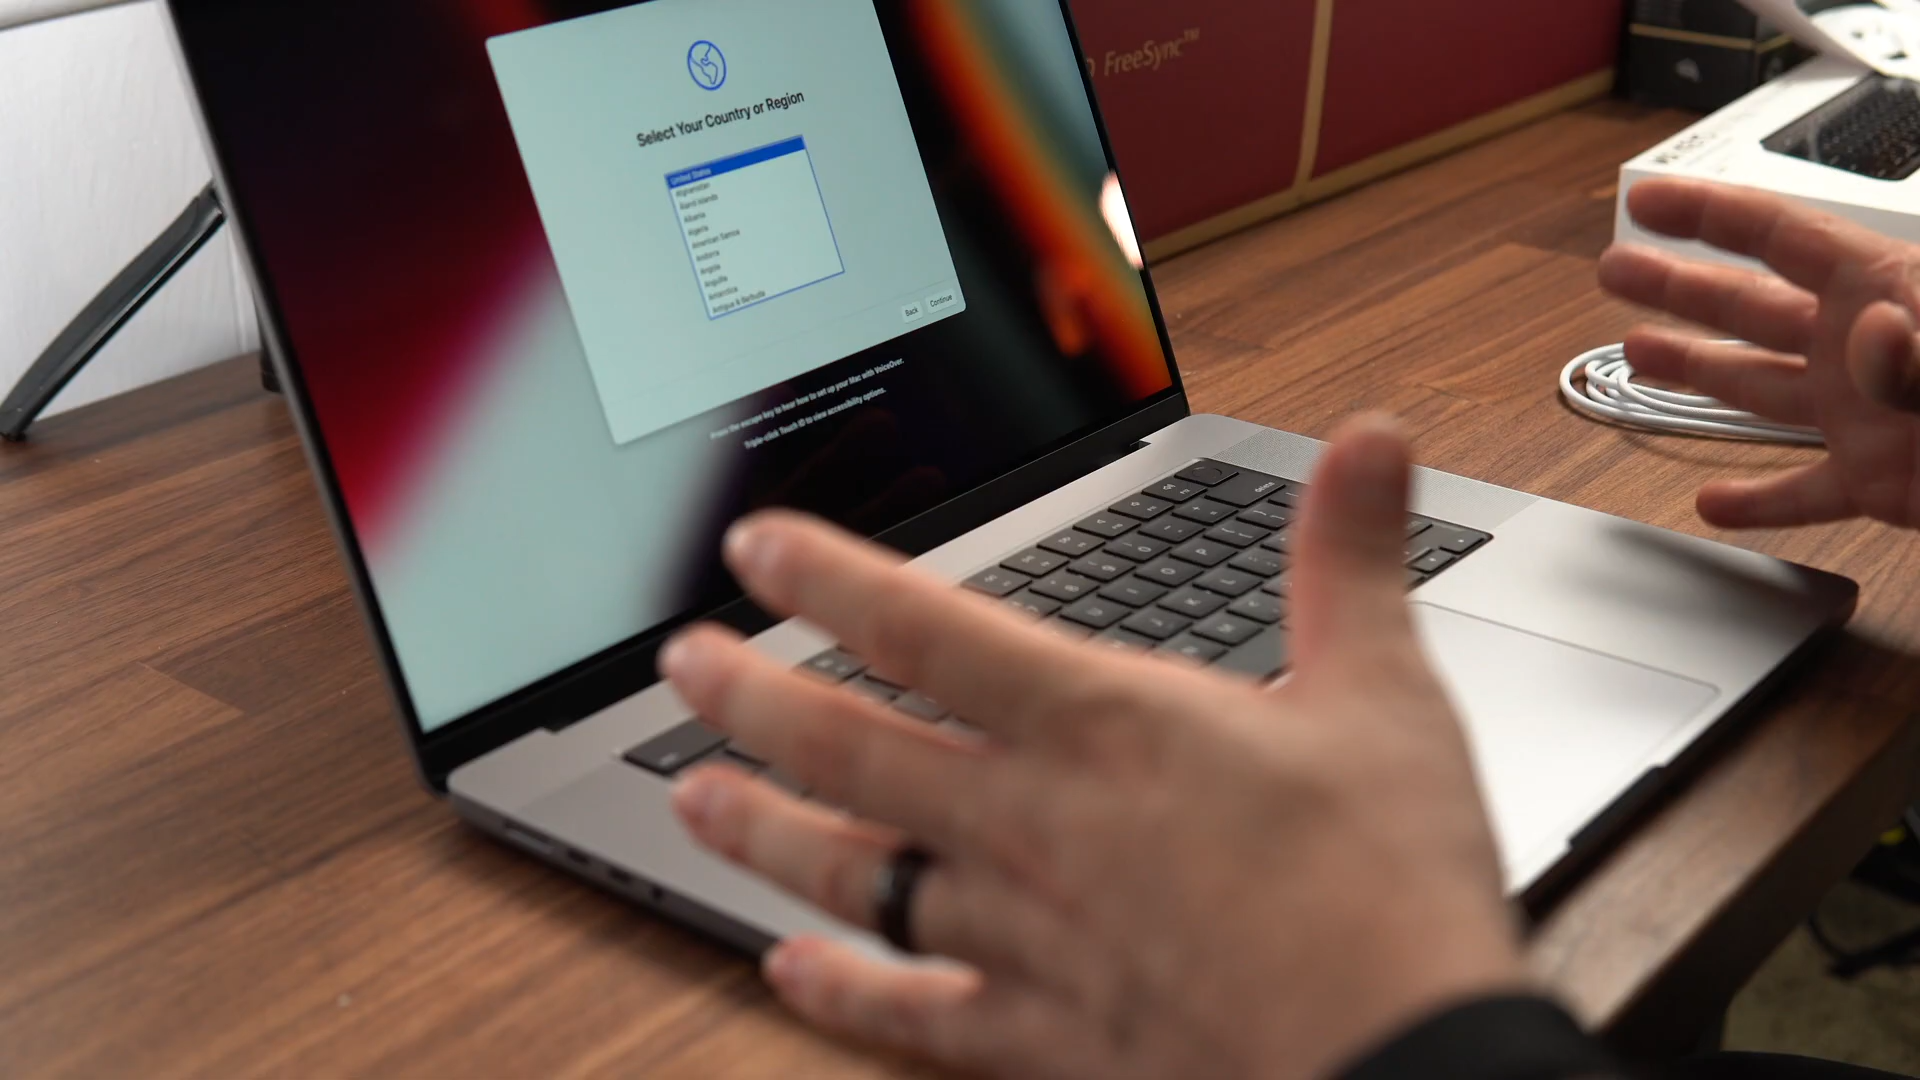 Select Your Country or Region
United States
Afghanistan
Åland Islands
Albania
Algeria
American Samoa
Andorra
Angola
Anguilla
Antarctica
Antigua & Barbuda
Back
Continue
Press the escape key to hear how to set up your Mac with VoiceOver.
Triple-click Touch ID to view accessibility options.
FreeSync™
delete